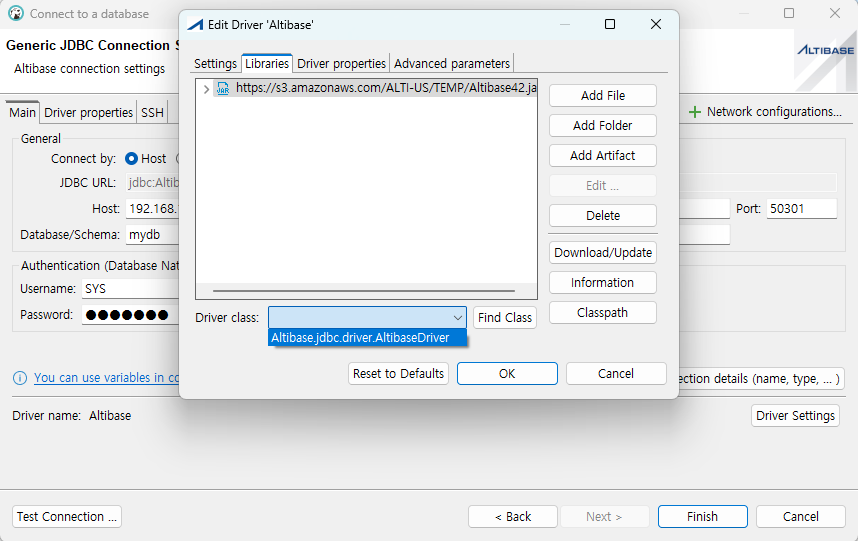 Connect to a database
Generic JDBC Connection S
Altibase connection settings
ALTIBASE
Main
Driver properties
SSH
Network configurations...
General
Connect by:
Host
JDBC URL:
jdbc:Altib
Host:
192.168.
Port:
50301
Database/Schema:
mydb
Authentication (Database Nat
Username:
SYS
Password:
You can use variables in co
ection details (name, type, ... )
Driver name:
Altibase
Driver Settings
Test Connection ...
< Back
Next >
Finish
Cancel
Edit Driver 'Altibase'
Settings
Libraries
Driver properties
Advanced parameters
JAR
https://s3.amazonaws.com/ALTI-US/TEMP/Altibase42.ja
Add File
Add Folder
Add Artifact
Edit ...
Delete
Download/Update
Information
Classpath
Driver class:
Find Class
Altibase.jdbc.driver.AltibaseDriver
Reset to Defaults
OK
Cancel